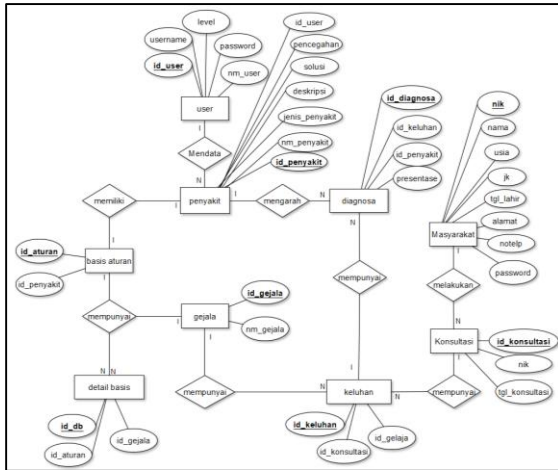 level
username
password
id_user
nm_user
user
I
Mendata
N
id_user
pencegahan
solusi
deskripsi
jenis_penyakit
nm_penyakit
id_penyakit
penyakit
I
memiliki
I
I
mengarah
N
diagnosa
id_diagnosa
id_keluhan
id_penyakit
presentase
N
mempunyai
I
nik
nama
usia
jk
tgl_lahir
alamat
notelp
password
Masyarakat
I
melakukan
N
Konsultasi
id_konsultasi
nik
tgl_konsultasi
I
mempunyai
N
id_aturan
id_penyakit
basis aturan
I
mempunyai
I
N
N
gejala
id_gejala
nm_gejala
I
mempunyai
N
detail basis
id_db
id_aturan
id_gejala
keluhan
id_keluhan
id_konsultasi
id_gelaja